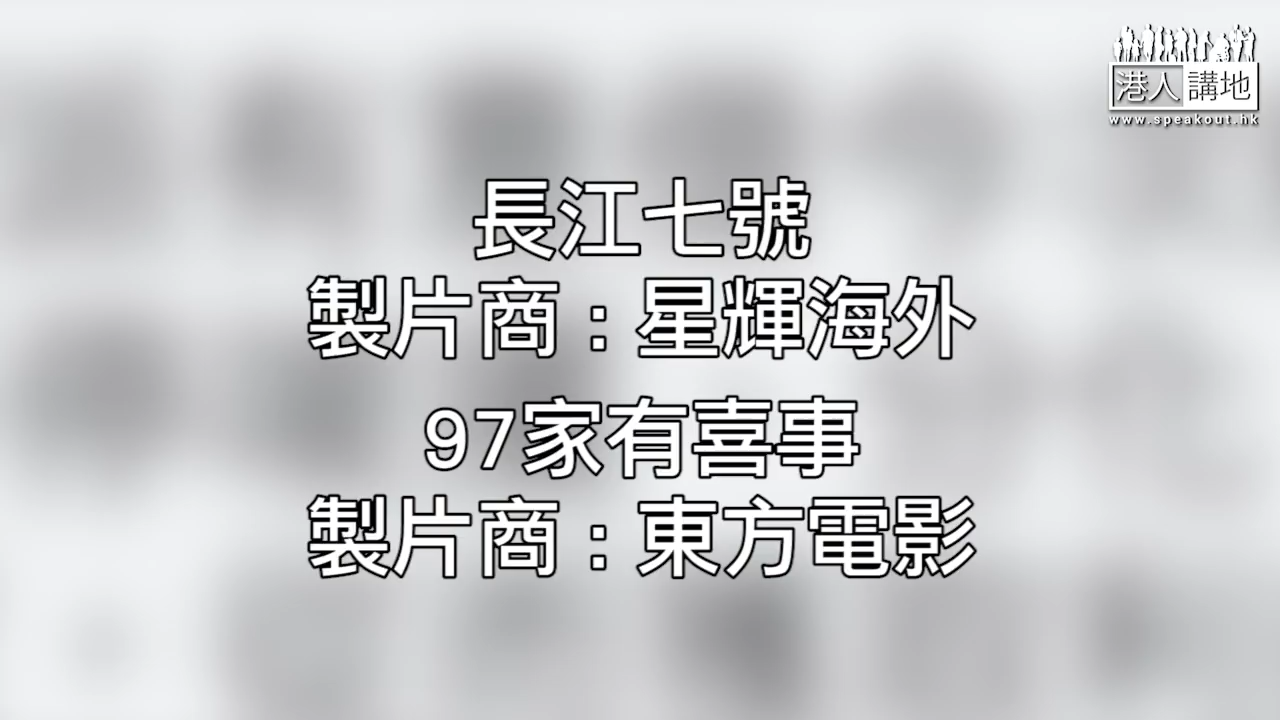 港人講地
www.speakout.hk
長江七號
製片商：星輝海外
97家有喜事
製片商：東方電影